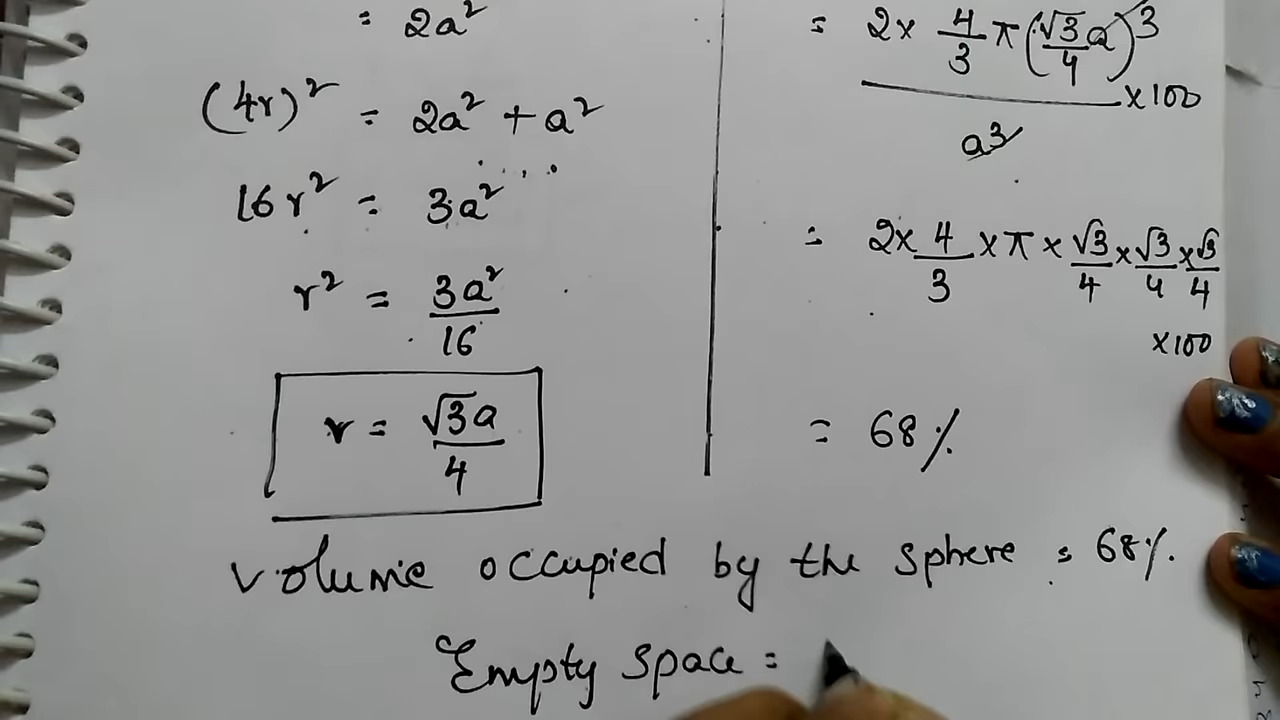 = 2a²
(4r)² = 2a² + a²
16r² = 3a²
r² = 3a²/16
r = √3a/4
= 2 × 4/3 π (√3/4 a)³ / a³ × 100
= 2 × 4/3 × π × √3/4 × √3/4 × √3/4
× 100
= 68%
Volume occupied by the sphere = 68%.
Empty space =